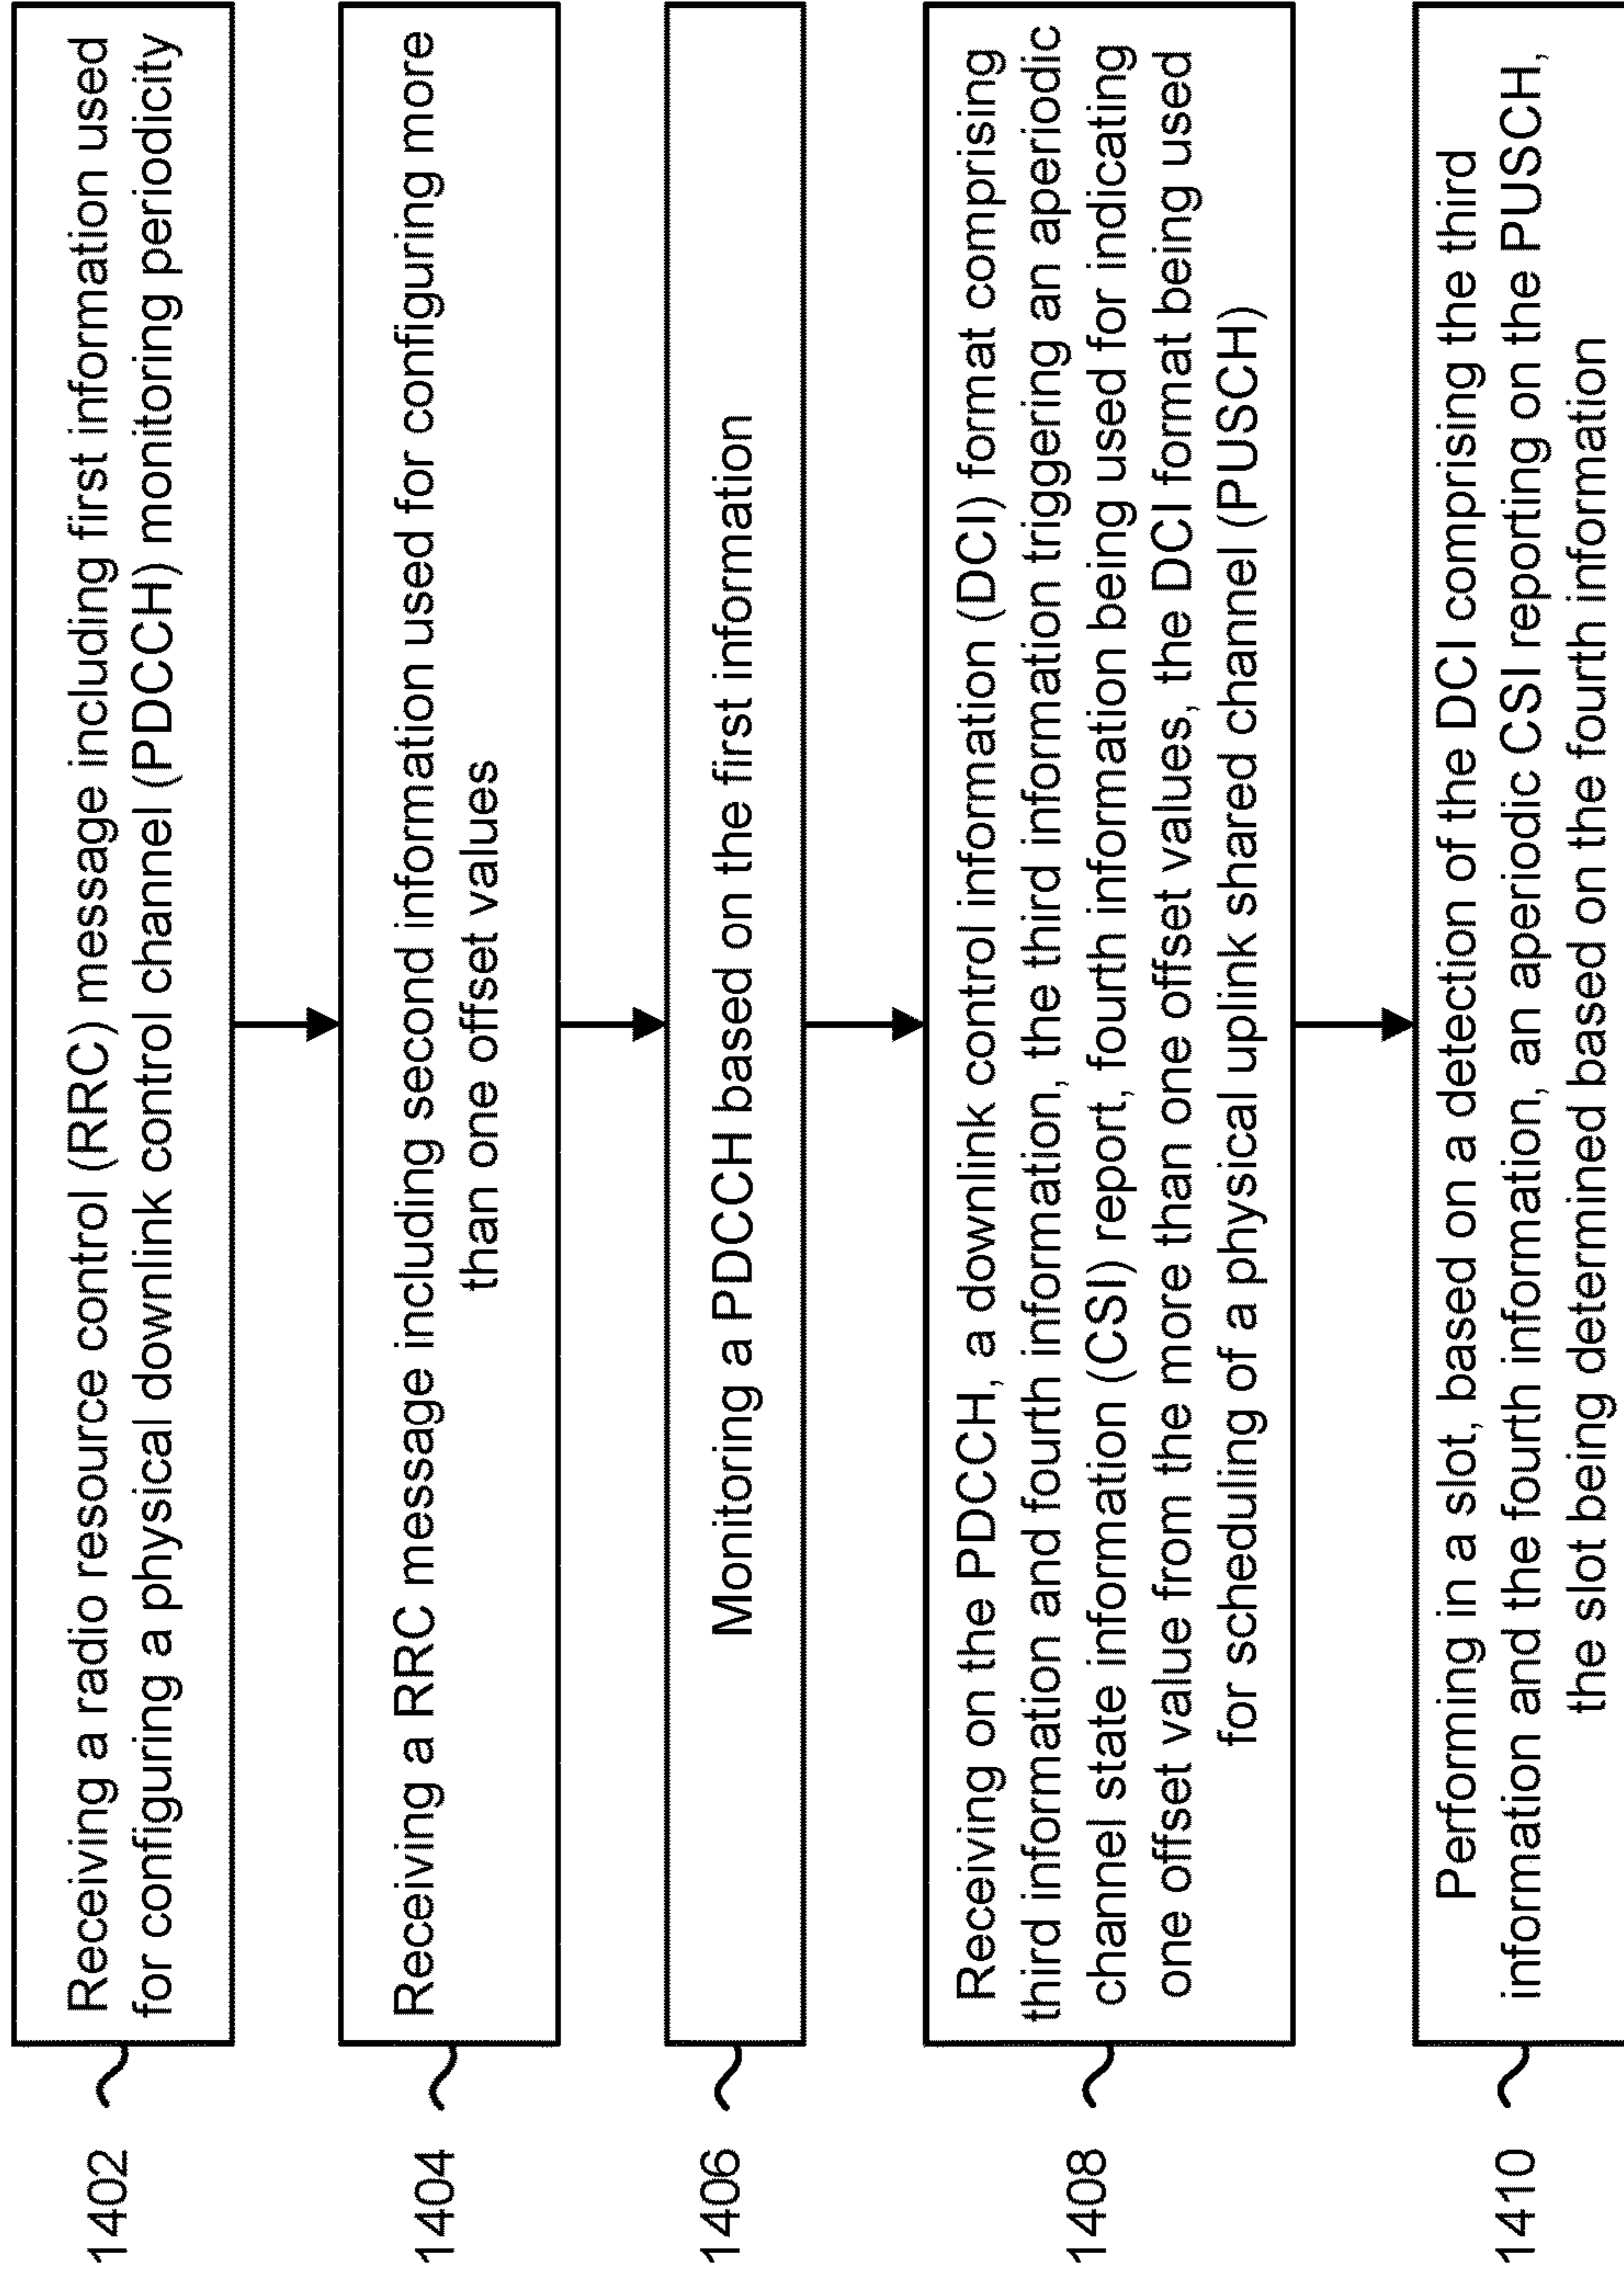 1402
Receiving a radio resource control (RRC) message including first information used
for configuring a physical downlink control channel (PDCCH) monitoring periodicity
1404
Receiving a RRC message including second information used for configuring more
than one offset values
1406
Monitoring a PDCCH based on the first information
1408
Receiving on the PDCCH, a downlink control information (DCI) format comprising
third information and fourth information, the third information triggering an aperiodic
channel state information (CSI) report, fourth information being used for indicating
one offset value from the more than one offset values, the DCI format being used
for scheduling of a physical uplink shared channel (PUSCH)
1410
Performing in a slot, based on a detection of the DCI comprising the third
information and the fourth information, an aperiodic CSI reporting on the PUSCH,
the slot being determined based on the fourth information